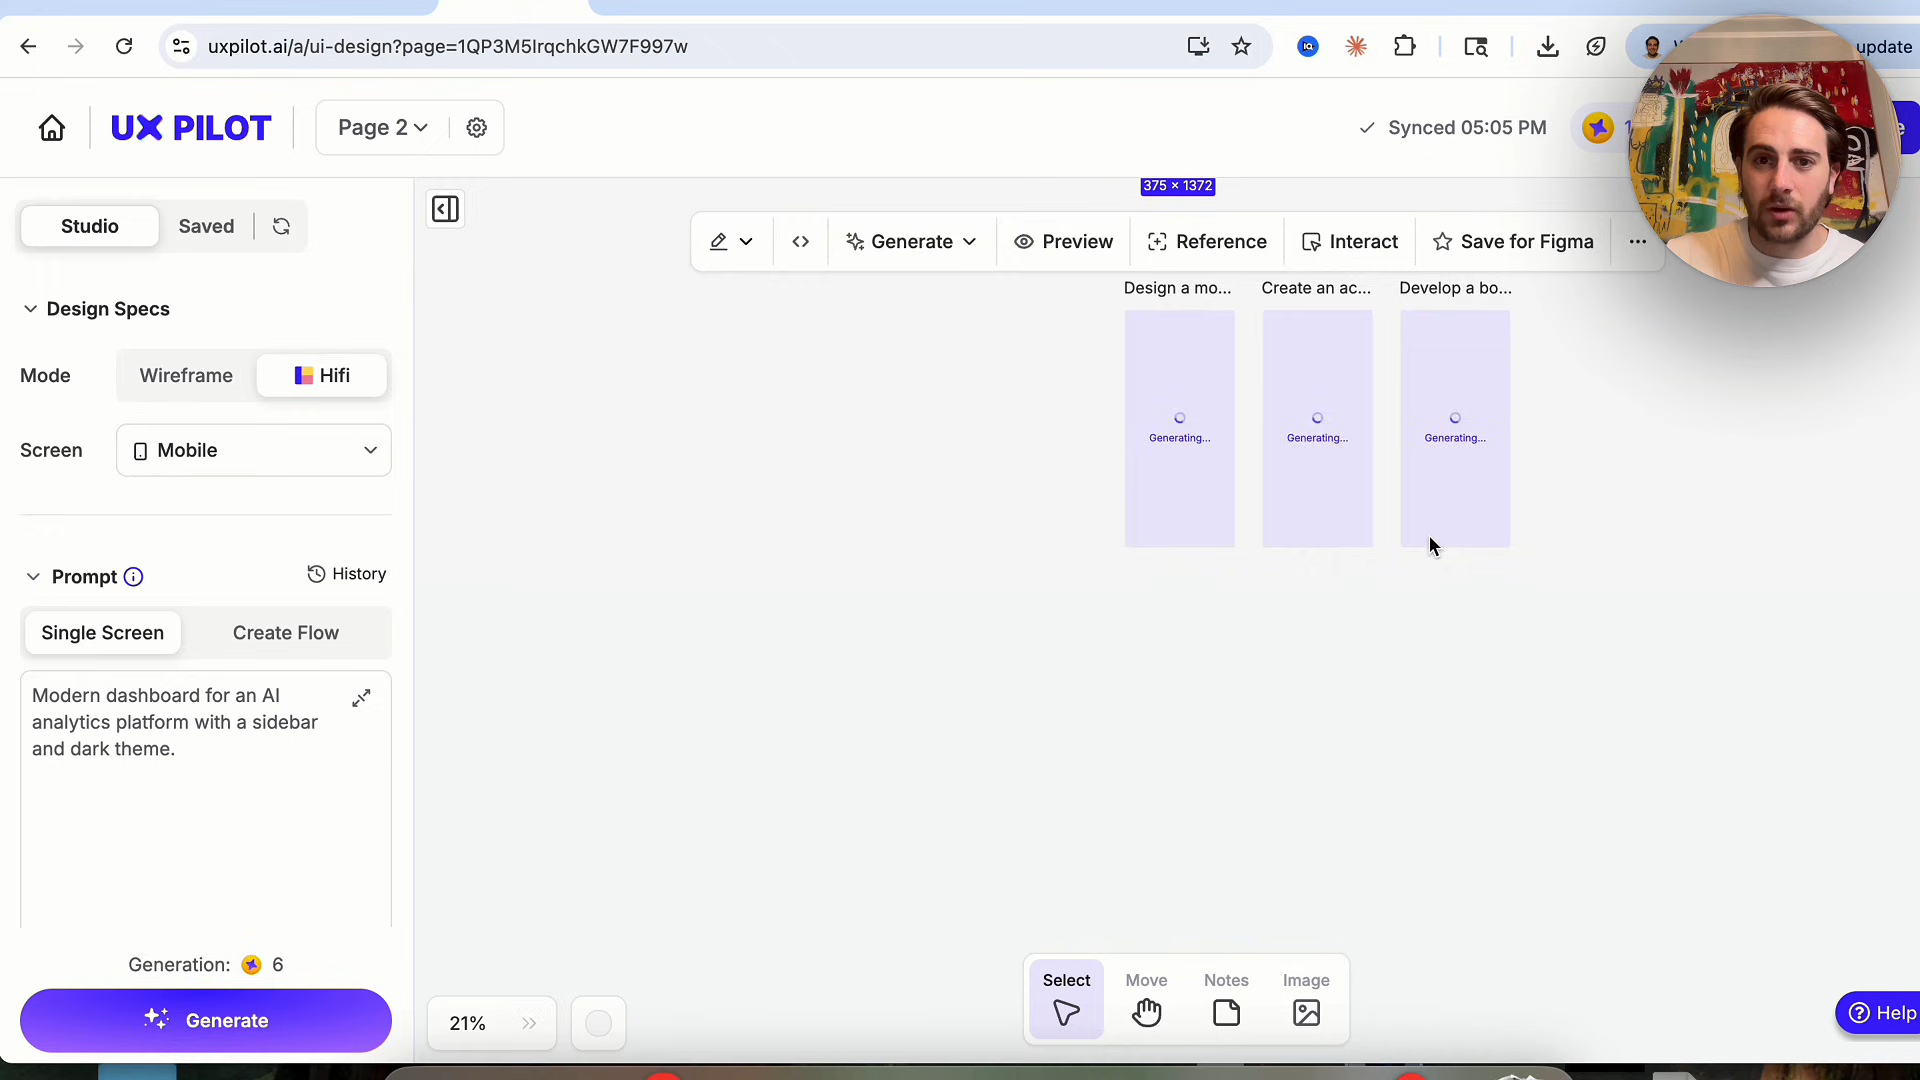 uxpilot.ai/a/ui-design?page=1QP3M5IrqchkGW7F997w
update
UX PILOT
Page 2
Synced 05:05 PM
Studio
Saved
375 × 1372
Generate
Preview
Reference
Interact
Save for Figma
Design Specs
Design a mo...
Create an ac...
Develop a bo...
Mode
Wireframe
Hifi
Generating...
Generating...
Generating...
Screen
Mobile
Prompt
History
Single Screen
Create Flow
Modern dashboard for an AI
analytics platform with a sidebar
and dark theme.
Generation: 6
Generate
21%
Select
Move
Notes
Image
Help